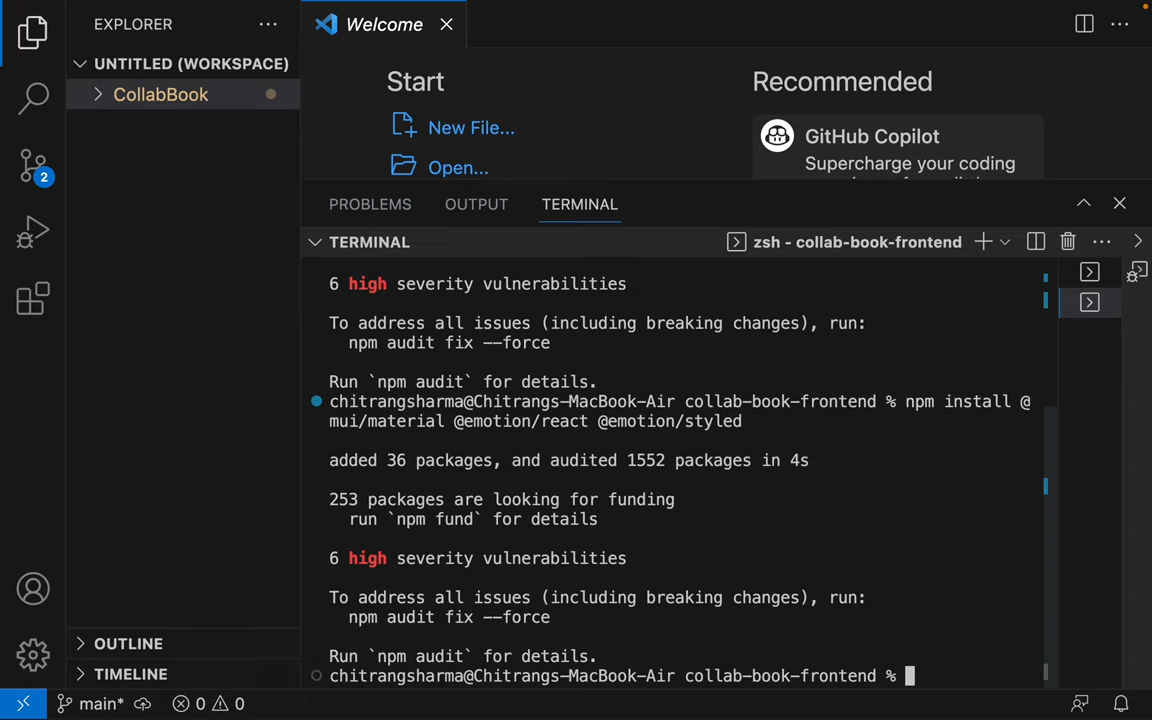 EXPLORER
Welcome
UNTITLED (WORKSPACE)
CollabBook
Start
Recommended
New File...
GitHub Copilot
Supercharge your coding
Open...
2
PROBLEMS OUTPUT TERMINAL
TERMINAL
zsh - collab-book-frontend
6 high severity vulnerabilities
To address all issues (including breaking changes), run:
npm audit fix --force
Run `npm audit` for details.
chitrangsharma@Chitrangs-MacBook-Air collab-book-frontend % npm install @
mui/material @emotion/react @emotion/styled
added 36 packages, and audited 1552 packages in 4s
253 packages are looking for funding
run `npm fund` for details
6 high severity vulnerabilities
To address all issues (including breaking changes), run:
npm audit fix --force
Run `npm audit` for details.
chitrangsharma@Chitrangs-MacBook-Air collab-book-frontend %
OUTLINE
TIMELINE
main* 0 0